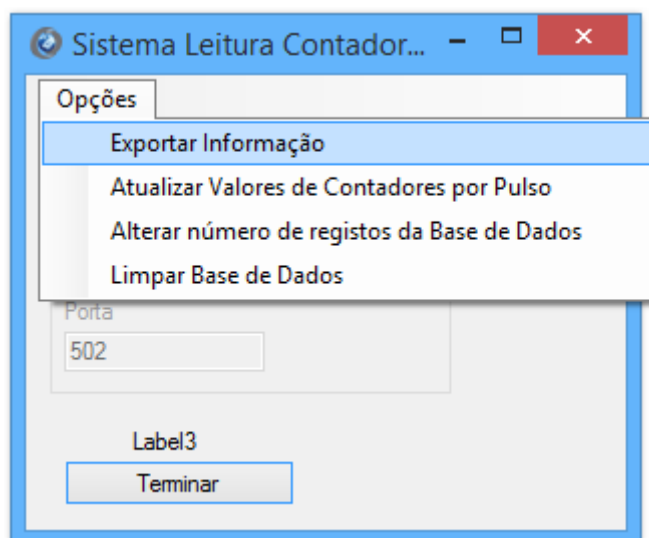 Sistema Leitura Contador...
Opções
Exportar Informação
Atualizar Valores de Contadores por Pulso
Alterar número de registos da Base de Dados
Limpar Base de Dados
Porta
502
Label3
Terminar